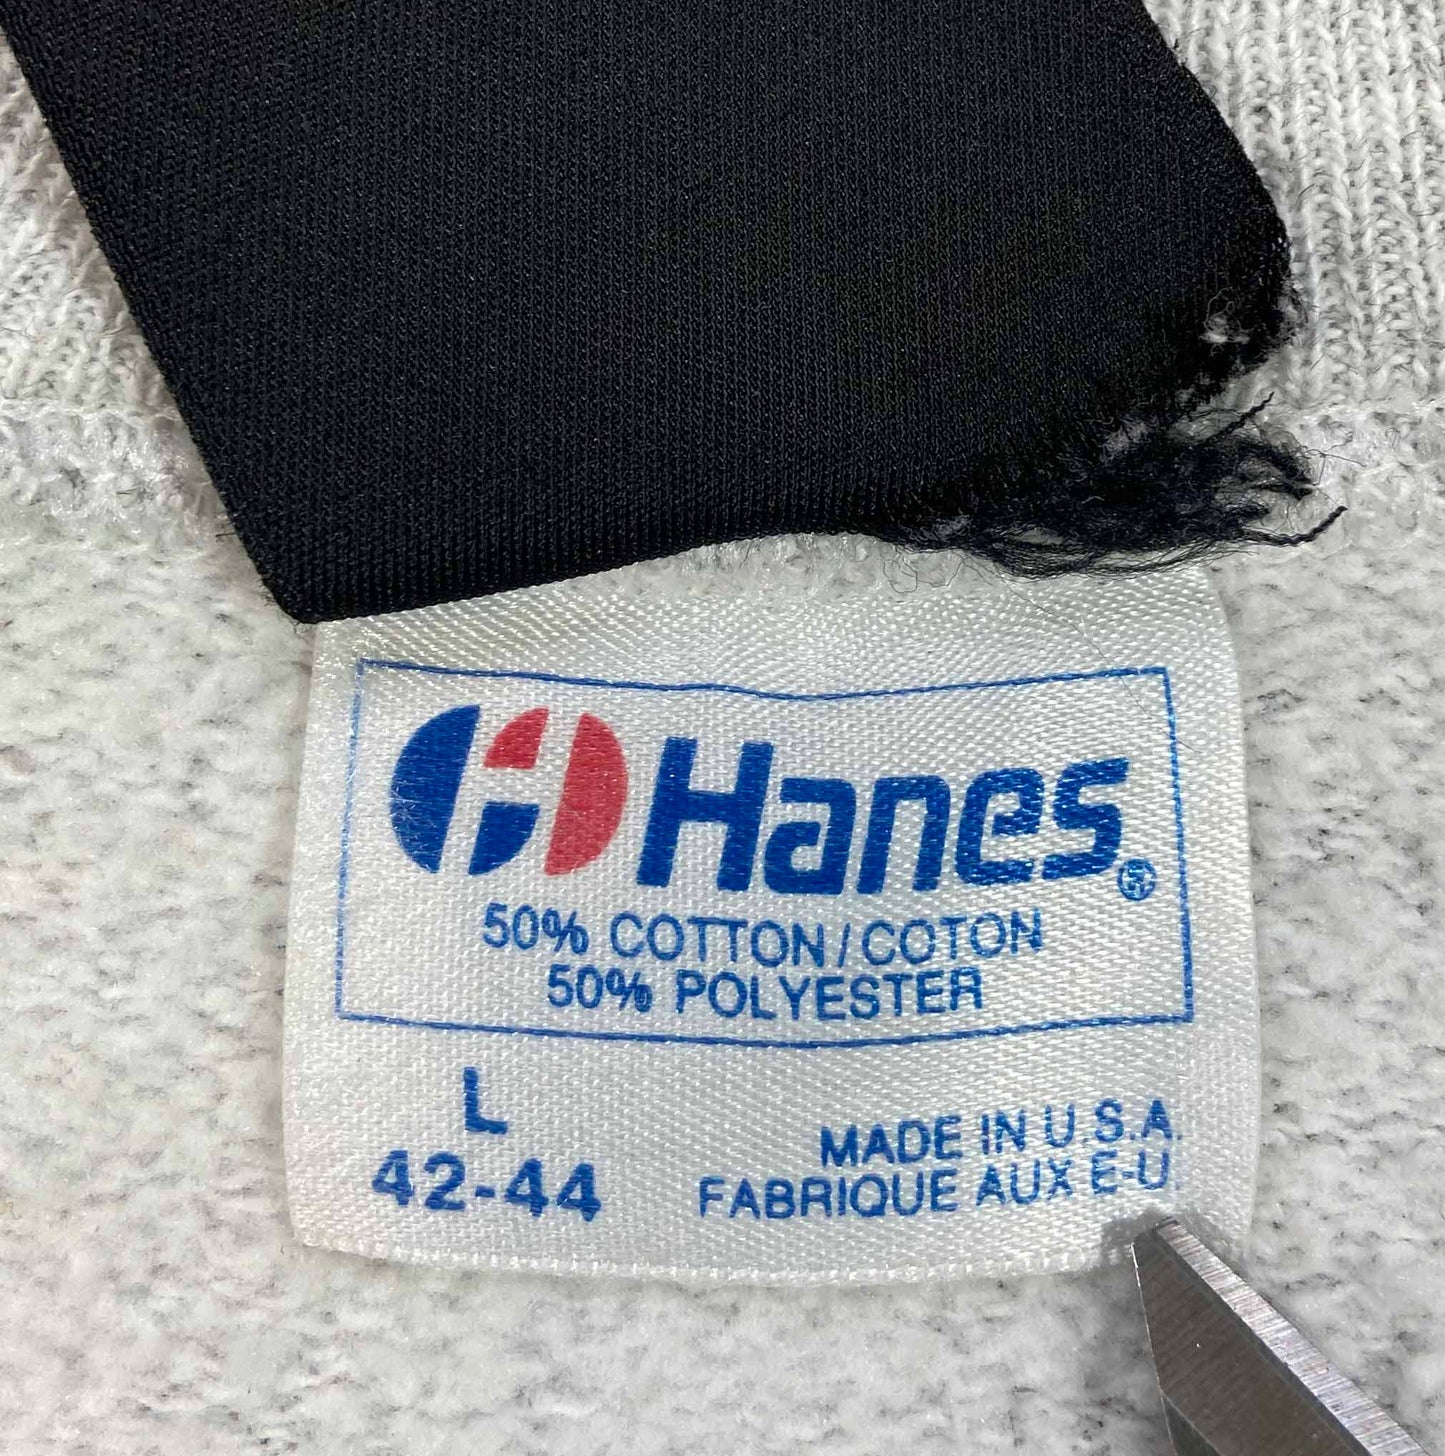 Hanes®
50% COTTON/COTON
50% POLYESTER
L
42-44
MADE IN U.S.A.
FABRIQUE AUX E-U.